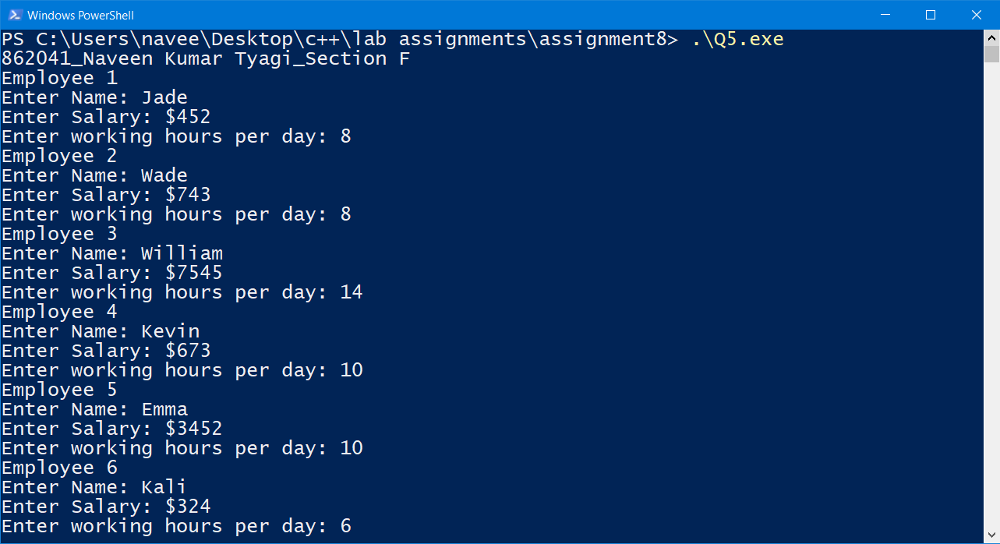 Windows PowerShell
PS C:\Users\navee\Desktop\c++\lab assignments\assignment8> .\Q5.exe
862041_Naveen Kumar Tyagi_Section F
Employee 1
Enter Name: Jade
Enter Salary: $452
Enter working hours per day: 8
Employee 2
Enter Name: Wade
Enter Salary: $743
Enter working hours per day: 8
Employee 3
Enter Name: William
Enter Salary: $7545
Enter working hours per day: 14
Employee 4
Enter Name: Kevin
Enter Salary: $673
Enter working hours per day: 10
Employee 5
Enter Name: Emma
Enter Salary: $3452
Enter working hours per day: 10
Employee 6
Enter Name: Kali
Enter Salary: $324
Enter working hours per day: 6